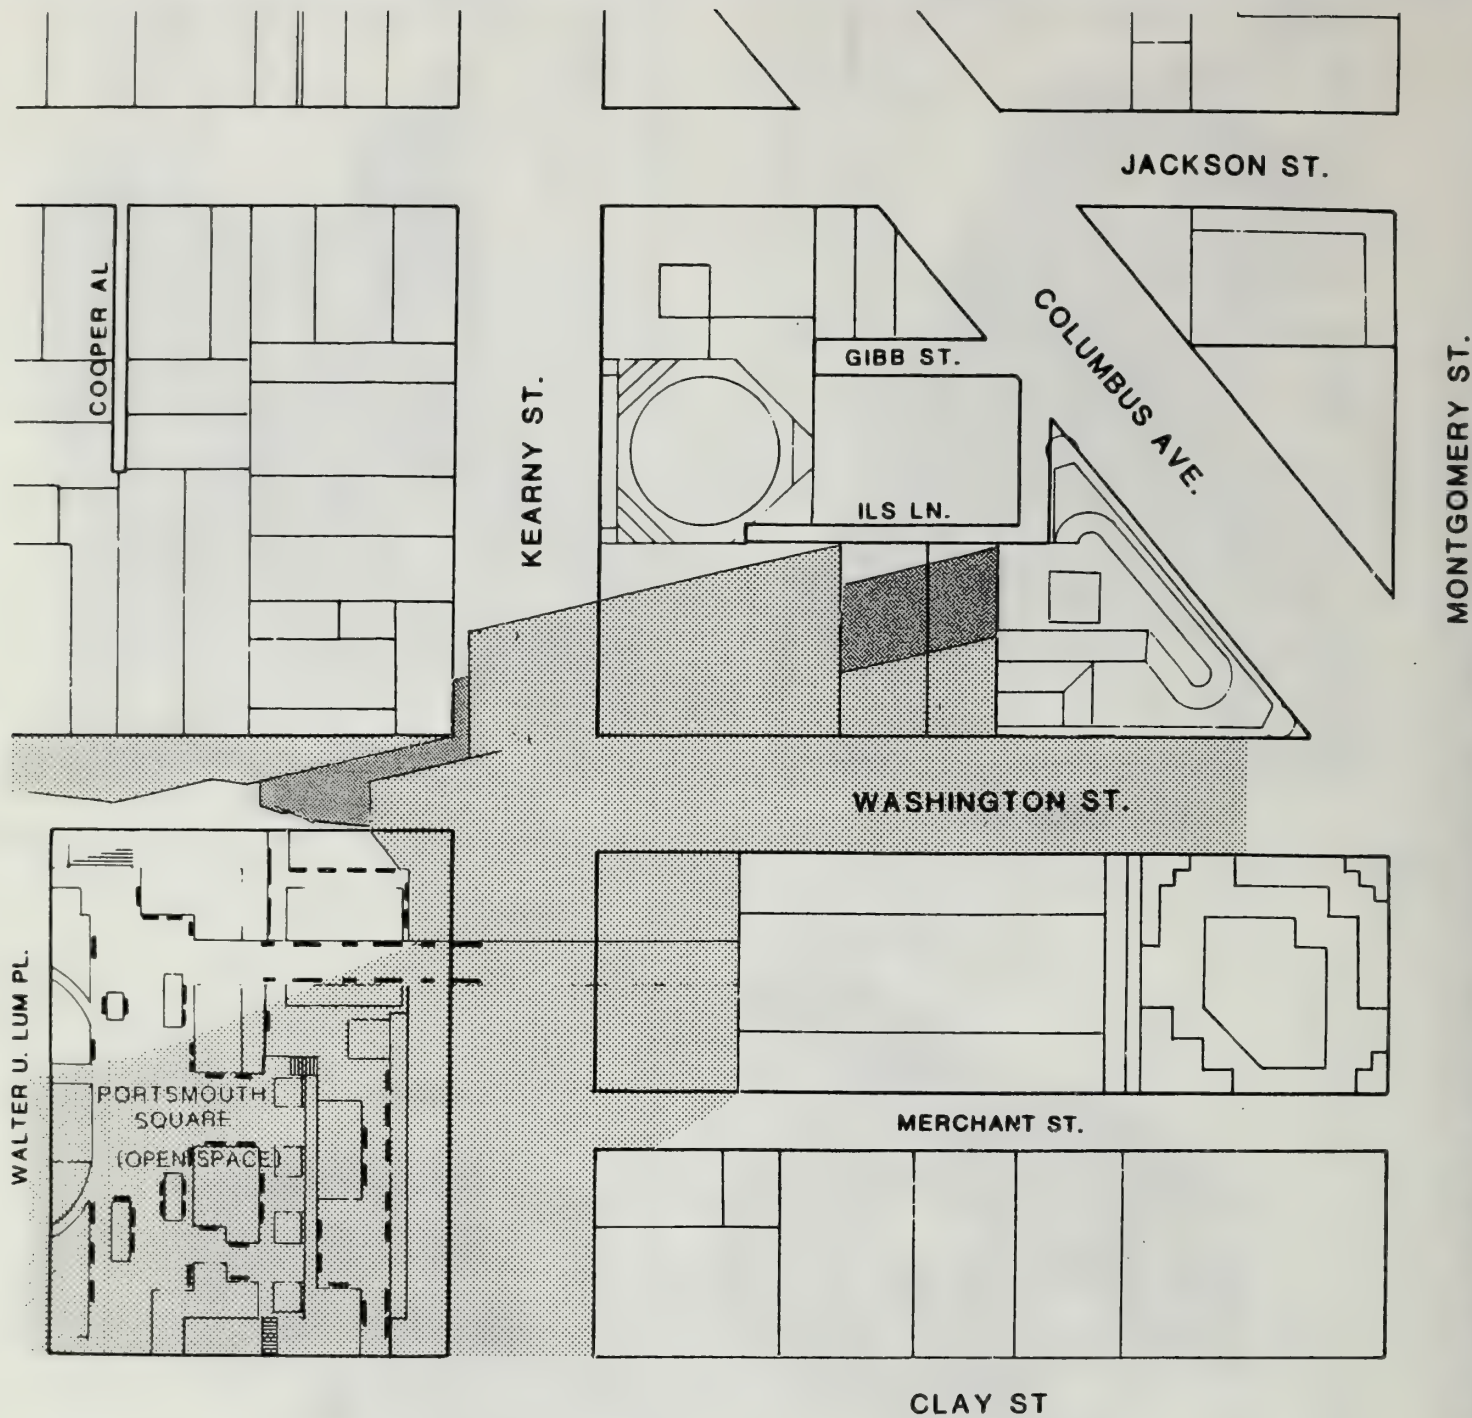 JACKSON ST.
COOPER AL
KEARNY ST.
GIBB ST.
COLUMBUS AVE.
MONTGOMERY ST.
ILS LN.
WASHINGTON ST.
WALTER U. LUM PL.
PORTSMOUTH
SQUARE
(OPEN SPACE)
MERCHANT ST.
CLAY ST